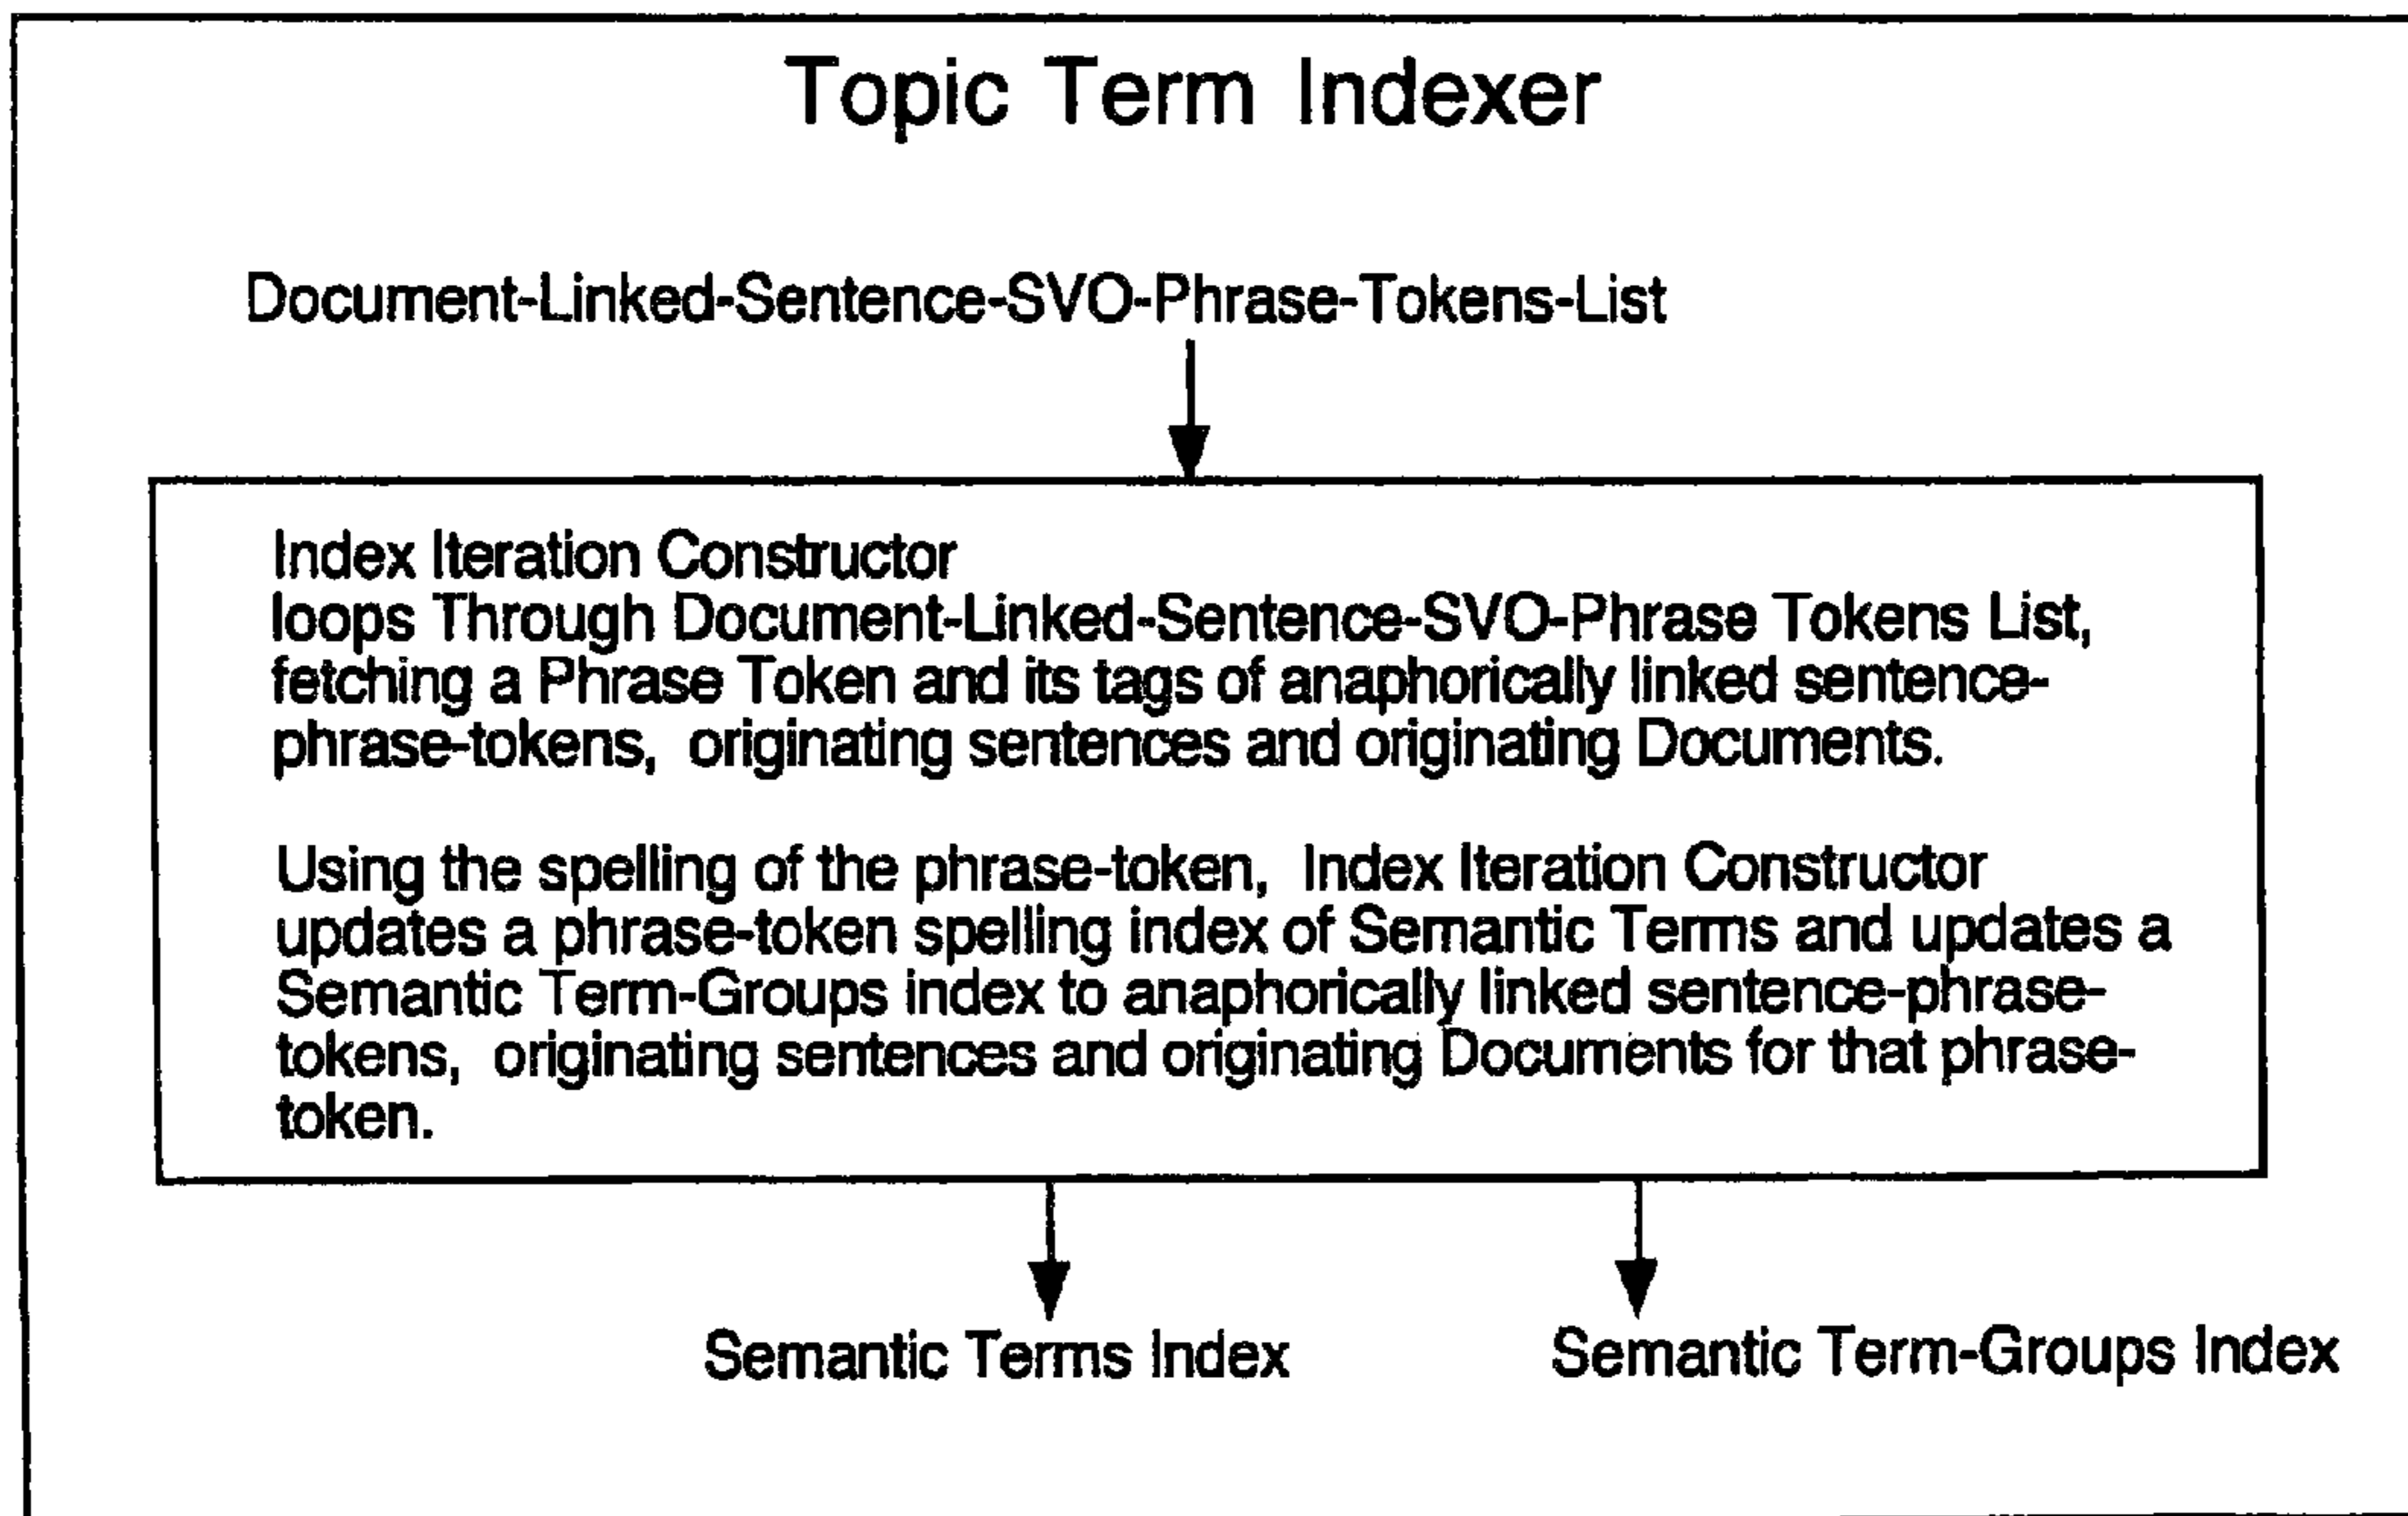 Topic Term Indexer
Document-Linked-Sentence-SVO-Phrase-Tokens-List
Index Iteration Constructor
loops Through Document-Linked-Sentence-SVO-Phrase Tokens List,
fetching a Phrase Token and its tags of anaphorically linked sentence-
phrase-tokens, originating sentences and originating Documents.
Using the spelling of the phrase-token, Index Iteration Constructor
updates a phrase-token spelling index of Semantic Terms and updates a
Semantic Term-Groups index to anaphorically linked sentence-phrase-
tokens, originating sentences and originating Documents for that phrase-
token.
Semantic Terms Index
Semantic Term-Groups Index